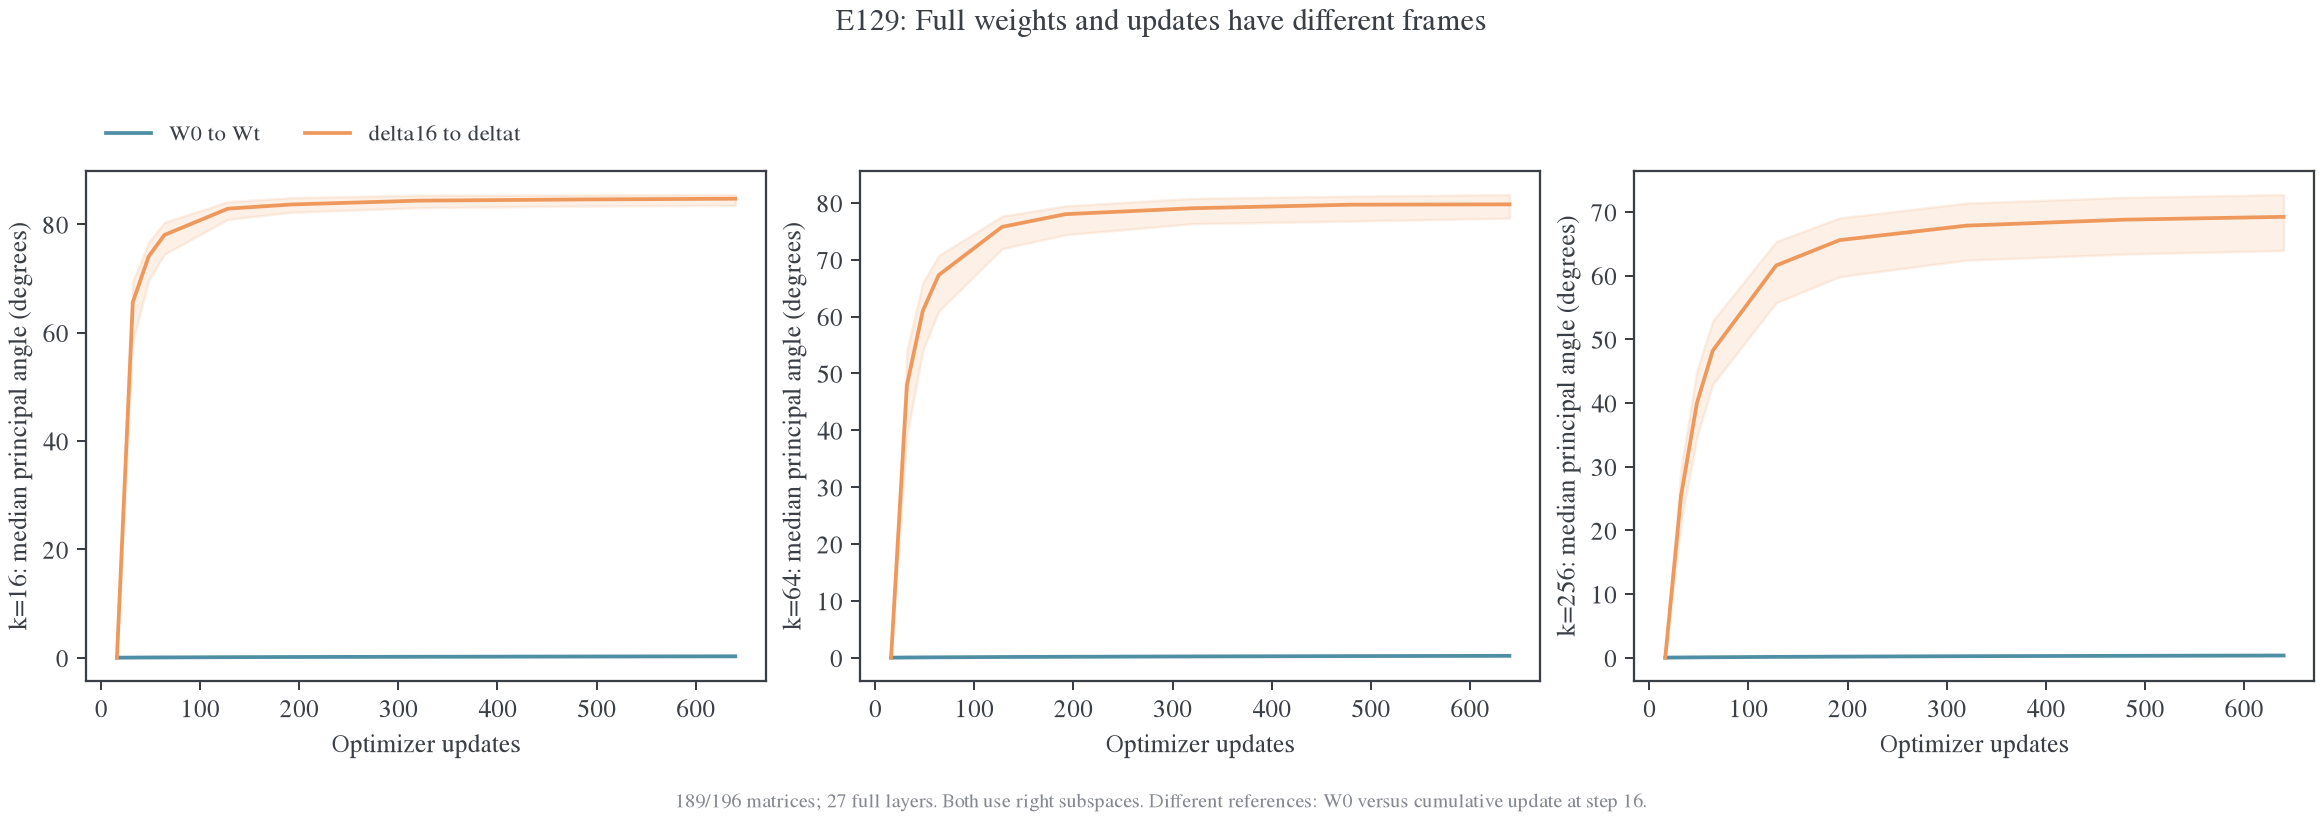 E129: Full weights and updates have different frames
W0 to Wt
delta16 to deltat
k=16: median principal angle (degrees)
80
60
40
20
0
0 100 200 300 400 500 600
Optimizer updates
k=64: median principal angle (degrees)
80
70
60
50
40
30
20
10
0
0 100 200 300 400 500 600
Optimizer updates
k=256: median principal angle (degrees)
70
60
50
40
30
20
10
0
0 100 200 300 400 500 600
Optimizer updates
189/196 matrices; 27 full layers. Both use right subspaces. Different references: W0 versus cumulative update at step 16.